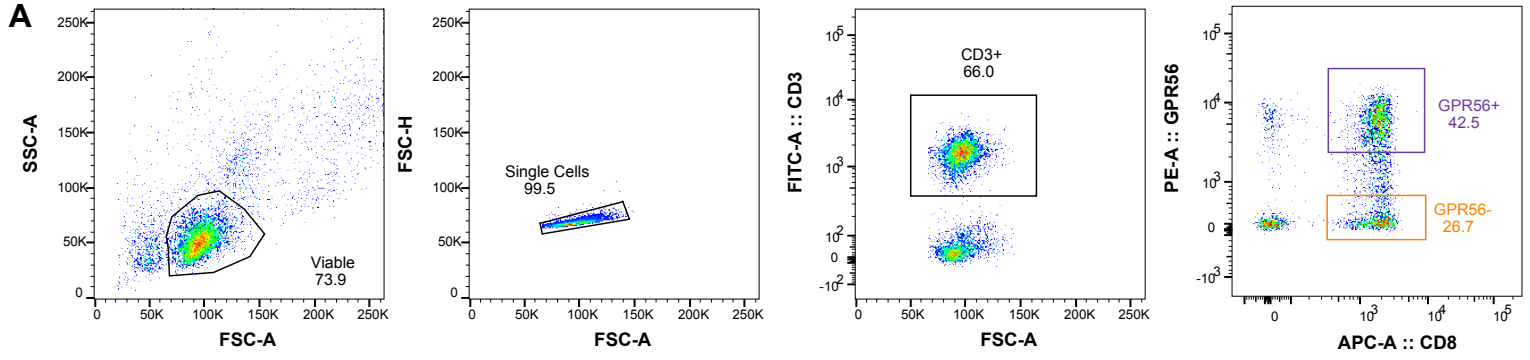 A
SSC-A
250K
200K
150K
100K
50K
0
Viable
73.9
0 50K 100K 150K 200K 250K
FSC-A
FSC-H
250K
200K
150K
100K
50K
0
Single Cells
99.5
0 50K 100K 150K 200K 250K
FSC-A
FITC-A :: CD3
10^5
10^4
10^3
10^2
0
-10^2
CD3+
66.0
0 50K 100K 150K 200K 250K
FSC-A
PE-A :: GPR56
10^5
10^4
10^3
0
-10^3
GPR56+
42.5
GPR56-
26.7
0 10^3 10^4 10^5
APC-A :: CD8